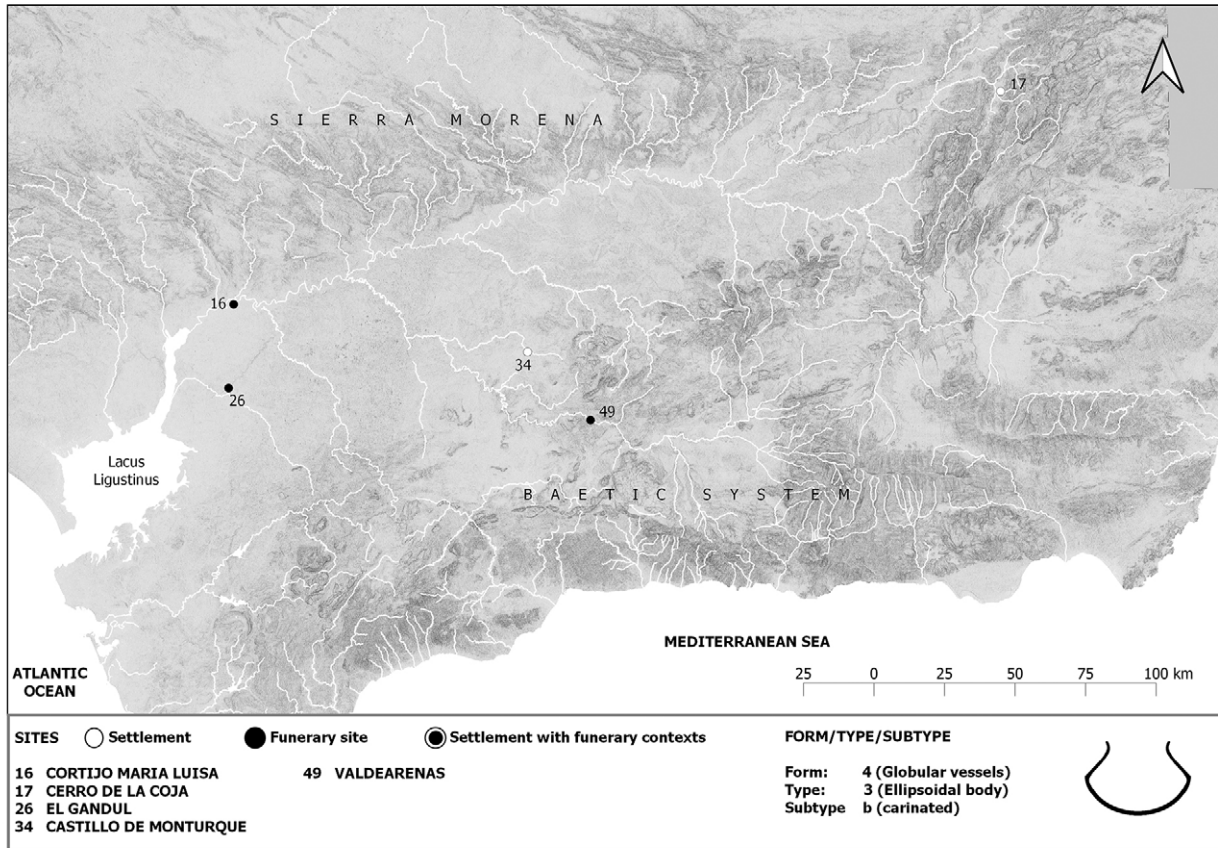 17
SIERRA MORENA
16
34
26
49
Lacus
Ligustinus
BAETIC SYSTEM
MEDITERRANEAN SEA
ATLANTIC
OCEAN
25 0 25 50 75 100 km
SITES Settlement Funerary site Settlement with funerary contexts
16 CORTIJO MARIA LUISA
17 CERRO DE LA COJA
26 EL GANDUL
34 CASTILLO DE MONTURQUE
49 VALDEARENAS
FORM/TYPE/SUBTYPE
Form: 4 (Globular vessels)
Type: 3 (Ellipsoidal body)
Subtype b (carinated)